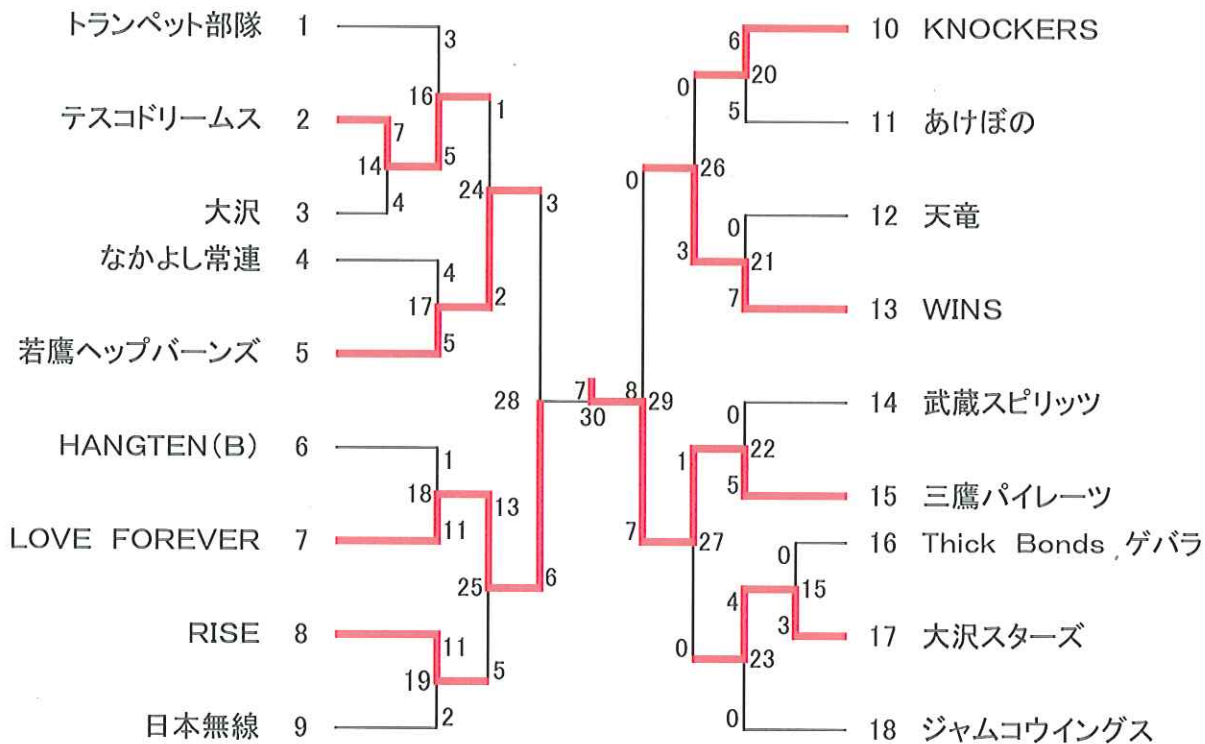 トランペット部隊 1
テスコドリームス 2
大沢 3
なかよし常連 4
若鷹ヘップバーンズ 5
HANGTEN(B) 6
LOVE FOREVER 7
RISE 8
日本無線 9
3
16
7
5
14
4
1
24
4
17
5
2
3
28
1
18
11
13
25
6
11
19
2
5
7
30
8
29
0
7
0
26
3
6
20
5
0
21
7
1
27
0
0
22
5
0
15
3
4
23
0
10 KNOCKERS
11 あけぼの
12 天竜
13 WINS
14 武蔵スピリッツ
15 三鷹パイレーツ
16 Thick Bonds,ゲバラ
17 大沢スターズ
18 ジャムコウイングス